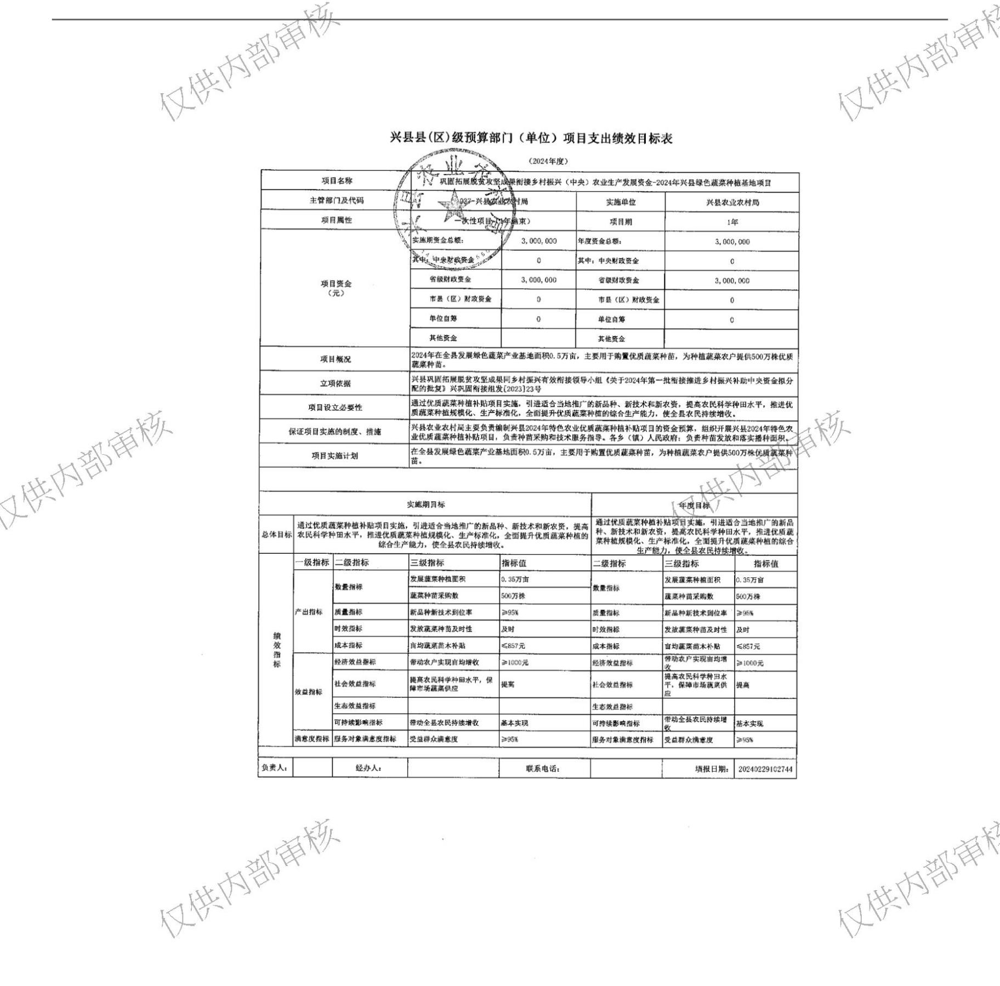 兴县县(区)级预算部门（单位）项目支出绩效目标表
（2024年度）
项目名称 巩固拓展脱贫攻坚成果衔接乡村振兴（中央）农业生产发展资金-2024年兴县绿色蔬菜种植基地项目
主管部门及代码 037-兴县农业农村局 实施单位 兴县农业农村局
项目属性 一次性项目（1年结束） 项目期 1年
项目资金
（元）
实施期资金总额： 3,000,000 年度资金总额： 3,000,000
其中：中央财政资金 0 其中：中央财政资金 0
省级财政资金 3,000,000 省级财政资金 3,000,000
市县（区）财政资金 0 市县（区）财政资金 0
单位自筹 0 单位自筹 0
其他资金 其他资金
项目概况 2024年在全县发展绿色蔬菜产业基地面积0.5万亩，主要用于购置优质蔬菜种苗，为种植蔬菜农户提供500万株优质
蔬菜种苗。
立项依据 兴县巩固拓展脱贫攻坚成果同乡村振兴有效衔接领导小组《关于2024年第一批衔接推进乡村振兴补助中央资金拟分
配的批复》兴巩固衔接组发[2023]23号
项目设立必要性 通过优质蔬菜种植补贴项目实施，引进适合当地推广的新品种、新技术和新农资，提高农民科学种田水平，推进优
质蔬菜种植规模化、生产标准化，全面提升优质蔬菜种植的综合生产能力，使全县农民持续增收。
保证项目实施的制度、措施 兴县农业农村局主要负责编制兴县2024年特色农业优质蔬菜种植补贴项目的资金预算，组织开展兴县2024年特色农
业优质蔬菜种植补贴项目，负责种苗采购和技术服务指导。各乡（镇）人民政府：负责种苗发放和落实播种面积。
项目实施计划 在全县发展绿色蔬菜产业基地面积0.5万亩，主要用于购置优质蔬菜种苗，为种植蔬菜农户提供500万株优质蔬菜种
苗。
实施期目标 年度目标
总体目标
通过优质蔬菜种植补贴项目实施，引进适合当地推广的新品种、新技术和新农资，提高
农民科学种田水平，推进优质蔬菜种植规模化、生产标准化，全面提升优质蔬菜种植的
综合生产能力，使全县农民持续增收。
通过优质蔬菜种植补贴项目实施，引进适合当地推广的新品
种、新技术和新农资，提高农民科学种田水平，推进优质蔬
菜种植规模化、生产标准化，全面提升优质蔬菜种植的综合
生产能力，使全县农民持续增收。
绩效指标
一级指标 二级指标 三级指标 指标值 二级指标 三级指标 指标值
产出指标 数量指标 发展蔬菜种植面积 0.35万亩 数量指标 发展蔬菜种植面积 0.35万亩
蔬菜种苗采购数 500万株 蔬菜种苗采购数 500万株
质量指标 新品种新技术到位率 ≥95% 质量指标 新品种新技术到位率 ≥95%
时效指标 发放蔬菜种苗及时性 及时 时效指标 发放蔬菜种苗及时性 及时
成本指标 亩均蔬菜苗木补贴 ≤857元 成本指标 亩均蔬菜苗木补贴 ≤857元
效益指标 经济效益指标 带动农户实现亩均增收 ≥1000元 经济效益指标 带动农户实现亩均增
收 ≥1000元
社会效益指标 提高农民科学种田水平，保
障市场蔬菜供应 提高 社会效益指标 提高农民科学种田水
平，保障市场蔬菜供
应 提高
生态效益指标 生态效益指标
可持续影响指标 带动全县农民持续增收 基本实现 可持续影响指标 带动全县农民持续增
收 基本实现
满意度指标 服务对象满意度指标 受益群众满意度 ≥95% 服务对象满意度指标 受益群众满意度 ≥95%
负责人： 经办人： 联系电话： 填报日期： 20240229102744
兴县农业农村局
仅供内部审核
仅供内部审核
仅供内部审核
仅供内部审核
仅供内部审核
仅供内部审核